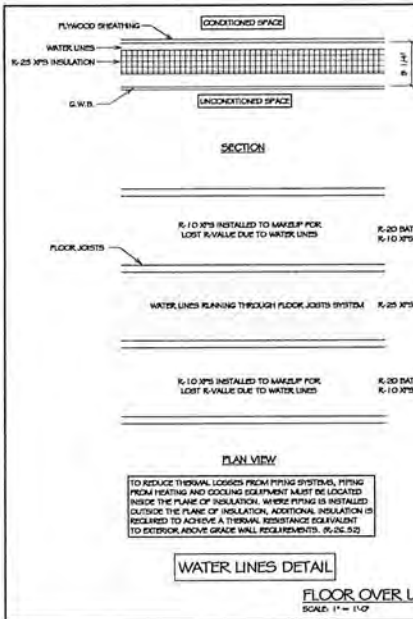 CONDITIONED SPACE
PLYWOOD SHEATHING
WATER LINES
R-25 XPS INSULATION
G.W.B.
UNCONDITIONED SPACE
SECTION
R-10 XPS INSTALLED TO MAKEUP FOR
LOST R-VALUE DUE TO WATER LINES
R-20 BAT
R-10 XPS
FLOOR JOISTS
WATER LINES RUNNING THROUGH FLOOR JOISTS SYSTEM
R-25 XPS
R-10 XPS INSTALLED TO MAKEUP FOR
LOST R-VALUE DUE TO WATER LINES
R-20 BAT
R-10 XPS
PLAN VIEW
TO REDUCE THERMAL LOSSES FROM PIPING SYSTEMS, PIPING
FROM HEATING AND COOLING EQUIPMENT MUST BE LOCATED
INSIDE THE PLANE OF INSULATION. WHERE PIPING IS INSTALLED
OUTSIDE THE PLANE OF INSULATION, ADDITIONAL INSULATION IS
REQUIRED TO ACHIEVE A THERMAL RESISTANCE EQUIVALENT
TO EXTERIOR ABOVE GRADE WALL REQUIREMENTS. (R-26.52)
WATER LINES DETAIL
FLOOR OVER U
SCALE: 1" = 1'-0"